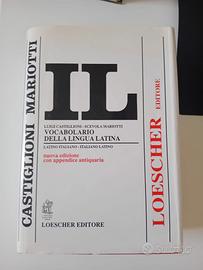 CASTIGLIONI MARIOTTI
IL
LUIGI CASTIGLIONI - SCEVOLA MARIOTTI
VOCABOLARIO
DELLA LINGUA LATINA
LATINO ITALIANO - ITALIANO LATINO
nuova edizione
con appendice antiquaria
LOESCHER EDITORE
LOESCHER EDITORE
subito